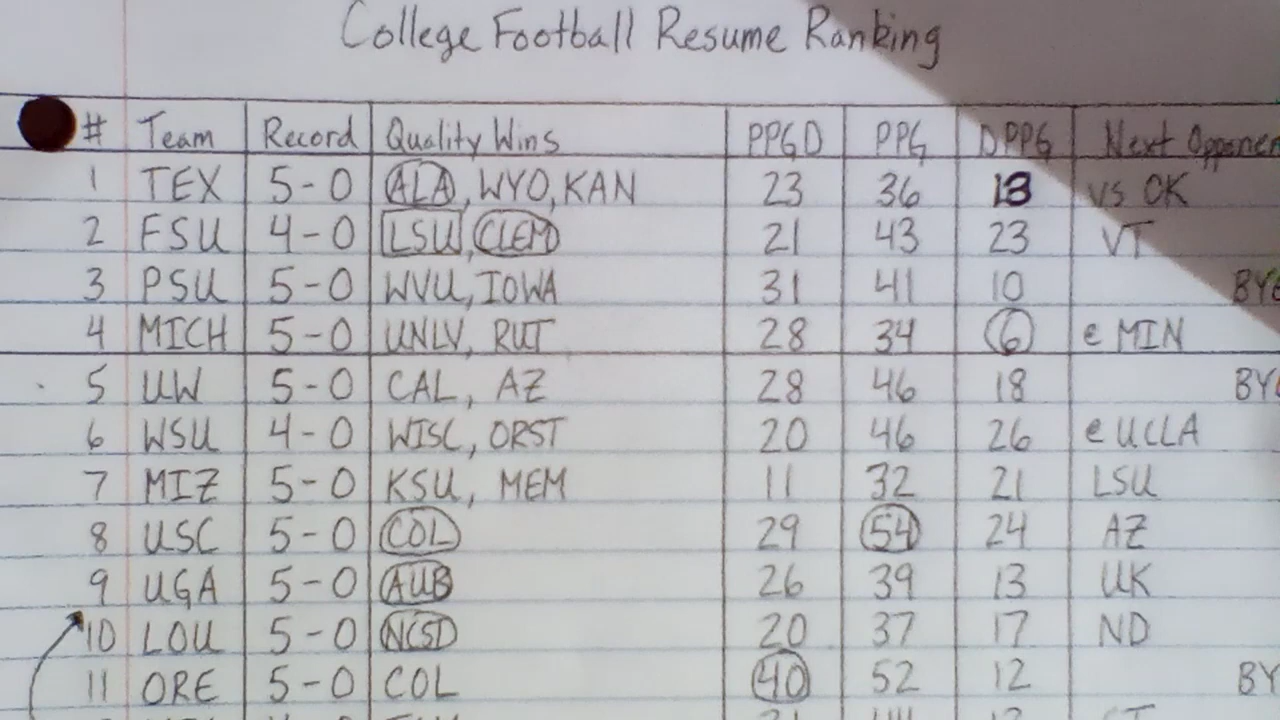 College Football Resume Ranking
# Team Record Quality Wins PPGD PPG DPPG Next Opponen
1 TEX 5-0 ALA, WYO, KAN 23 36 13 vs OK
2 FSU 4-0 LSU, CLEM 21 43 23 VT
3 PSU 5-0 WVU, IOWA 31 41 10 BYE
4 MICH 5-0 UNLV, RUT 28 34 6 @ MIN
5 UW 5-0 CAL, AZ 28 46 18 BY
6 WSU 4-0 WISC, ORST 20 46 26 @ UCLA
7 MIZ 5-0 KSU, MEM 11 32 21 LSU
8 USC 5-0 COL 29 54 24 AZ
9 UGA 5-0 AUB 26 39 13 UK
10 LOU 5-0 NCST 20 37 17 ND
11 ORE 5-0 COL 40 52 12 BY